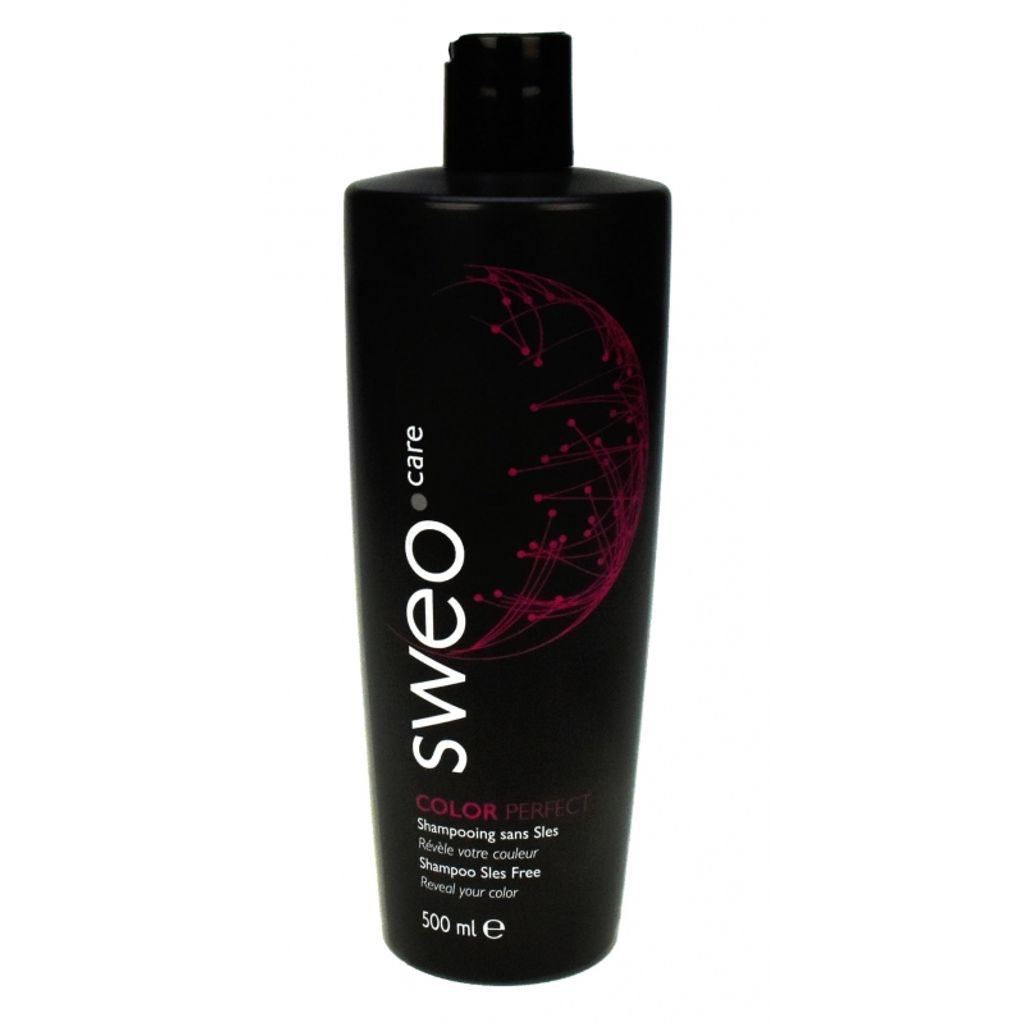 sweo care
COLOR PERFECT
Shampooing sans Sles
Révèle votre couleur
Shampoo Sles Free
Reveal your color
500 ml e